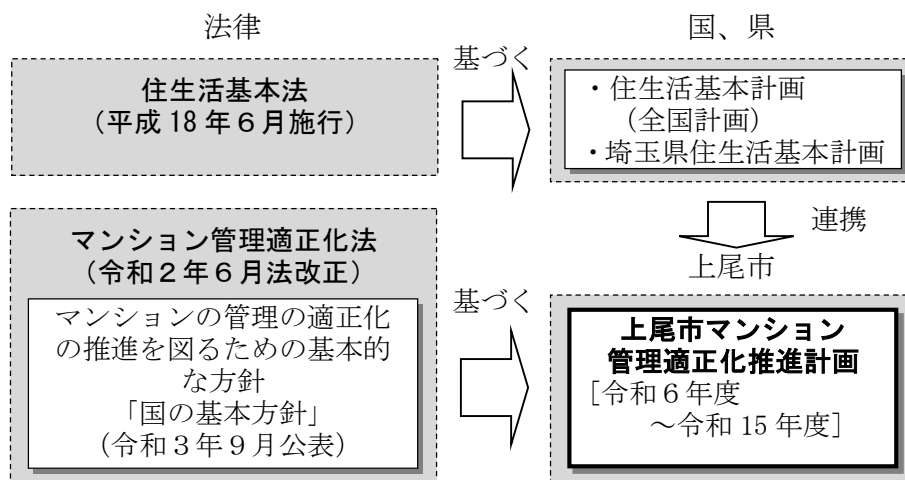 法律
国、県
住生活基本法
（平成18年６月施行）
基づく
・住生活基本計画
（全国計画）
・埼玉県住生活基本計画
連携
上尾市
マンション管理適正化法
（令和２年６月法改正）
マンションの管理の適正化
の推進を図るための基本的
な方針
「国の基本方針」
（令和３年９月公表）
基づく
上尾市マンション
管理適正化推進計画
［令和６年度
～令和15年度］